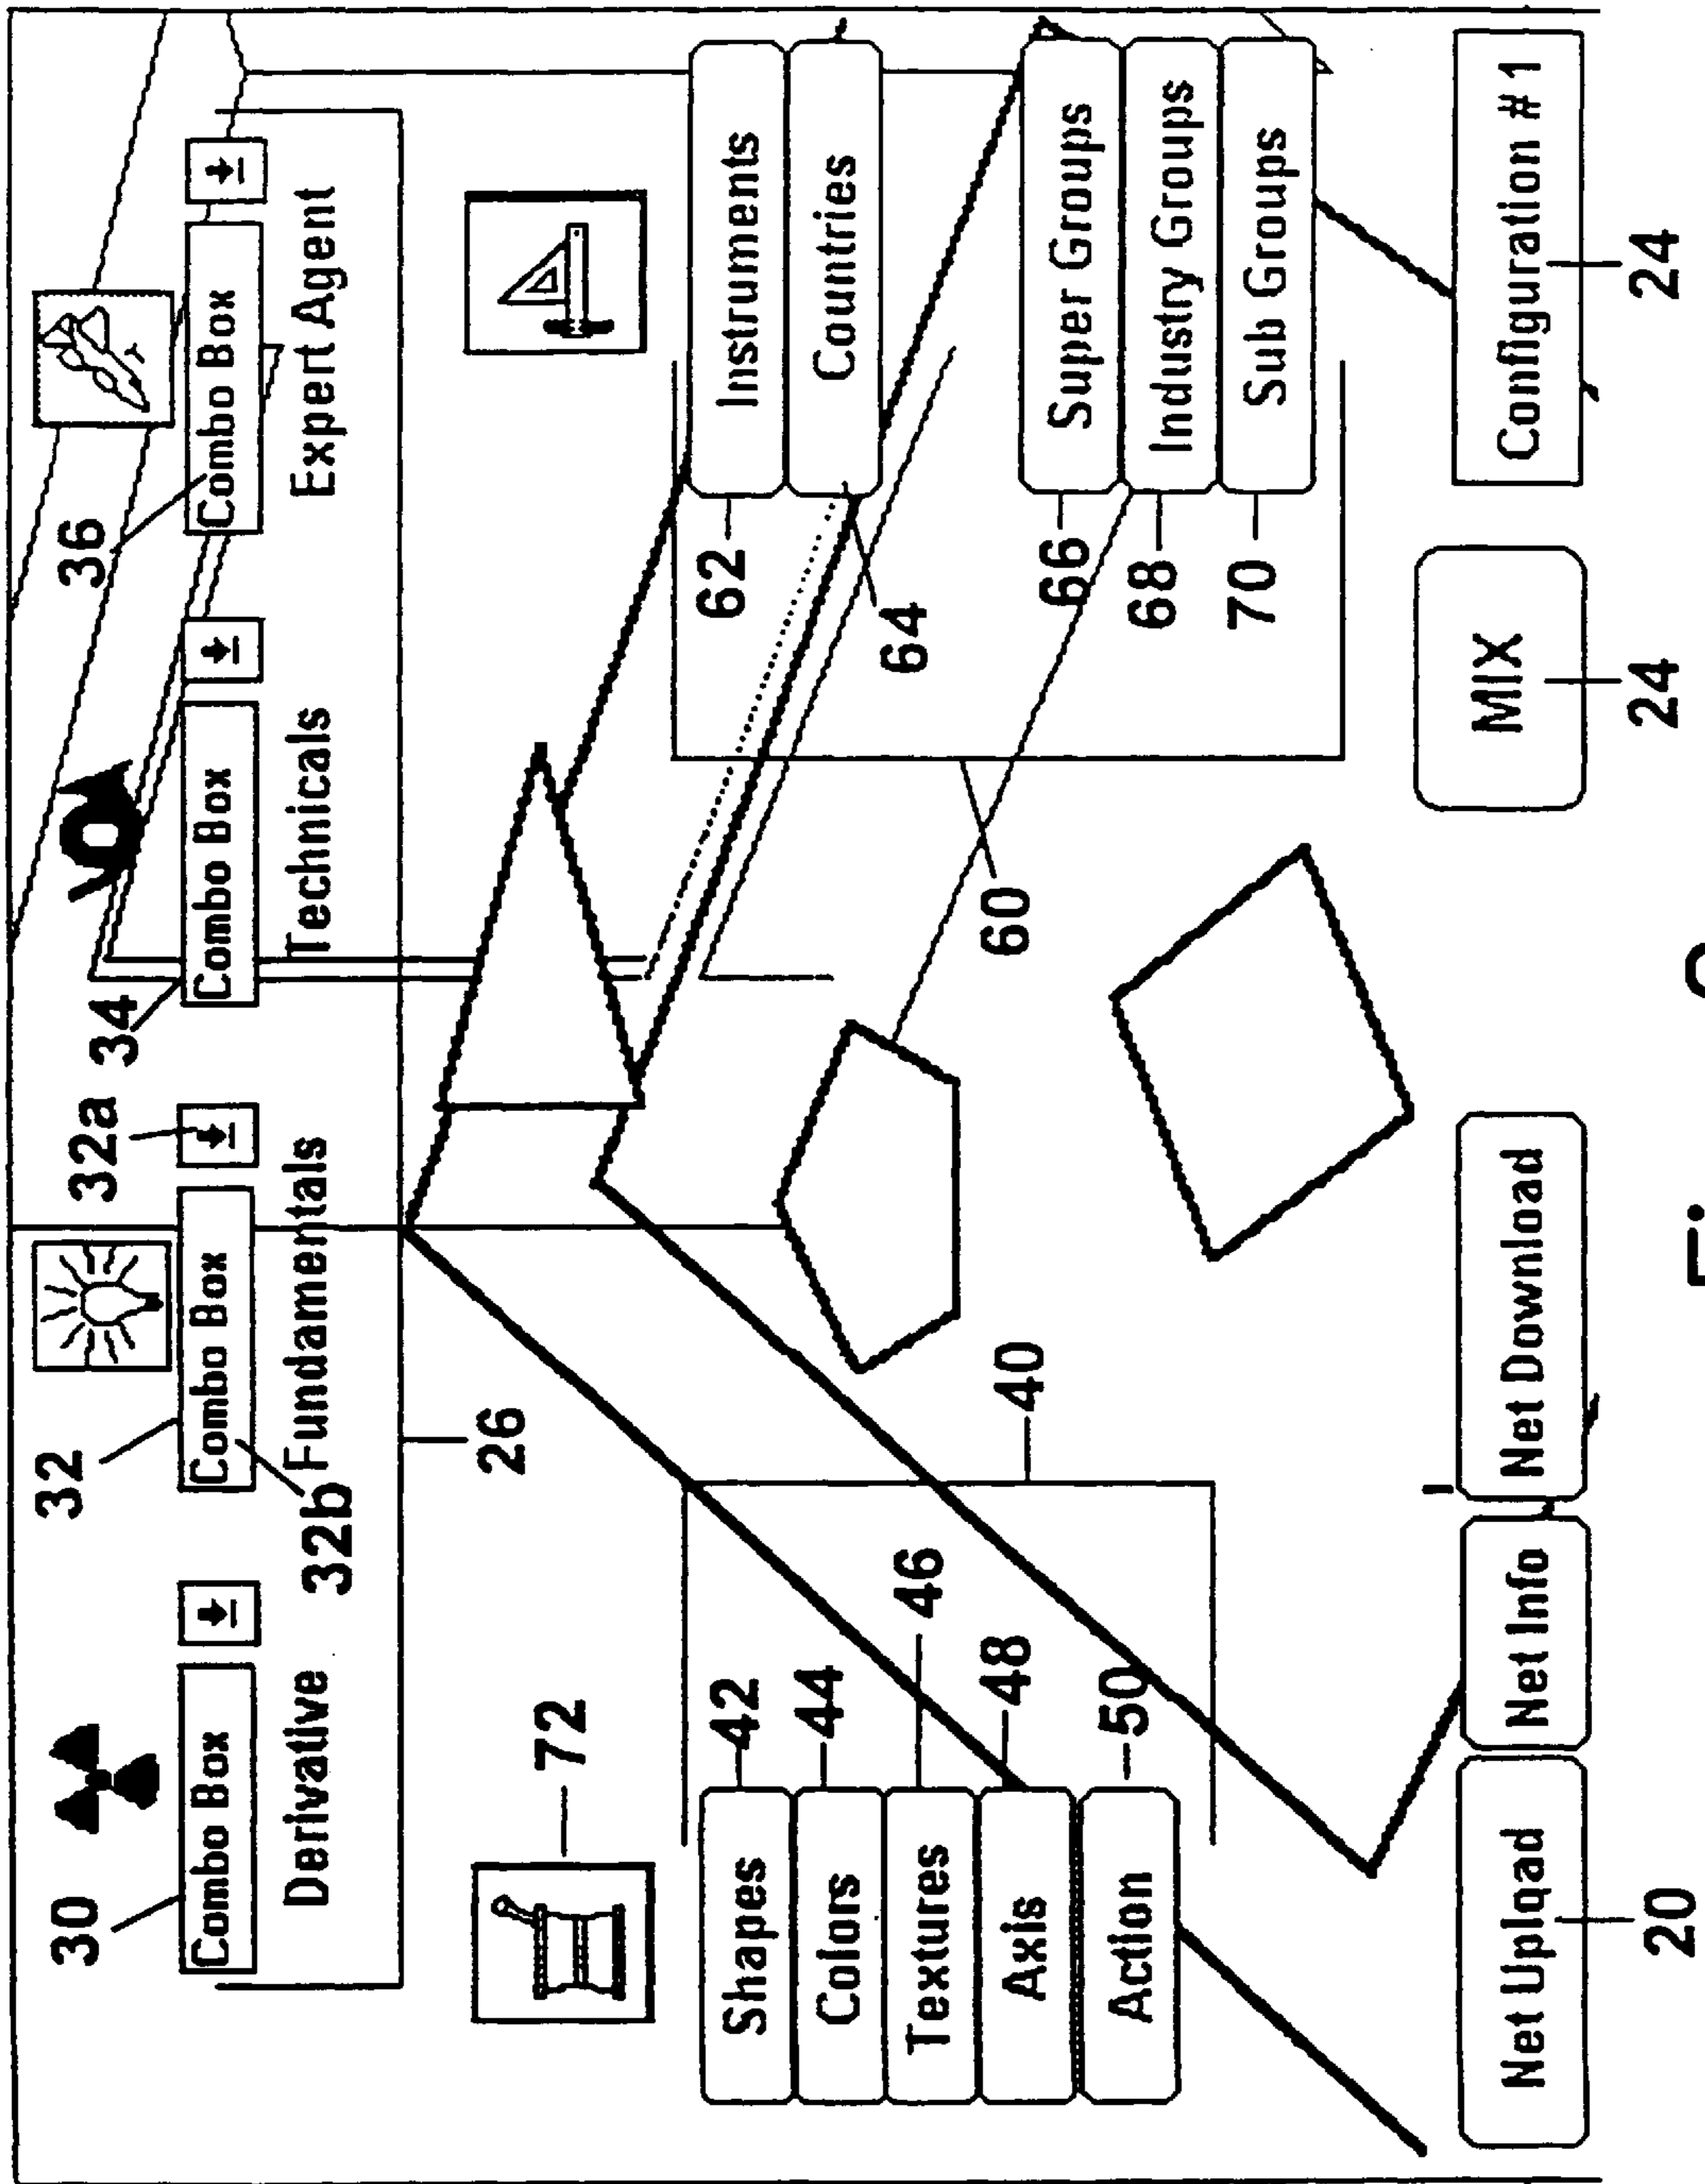 30 32 32a 34 36
Combo Box Combo Box Combo Box Combo Box
Derivative 32b Fundamentals Technicals Expert Agent
26
72
Shapes 42
Colors 44
Textures 46
Axis 48
Action 50
40
60
62 Instruments
64 Countries
66 Super Groups
68 Industry Groups
70 Sub Groups
Net Upload Net Info Net Download MIX Configuration #1
20 24 24